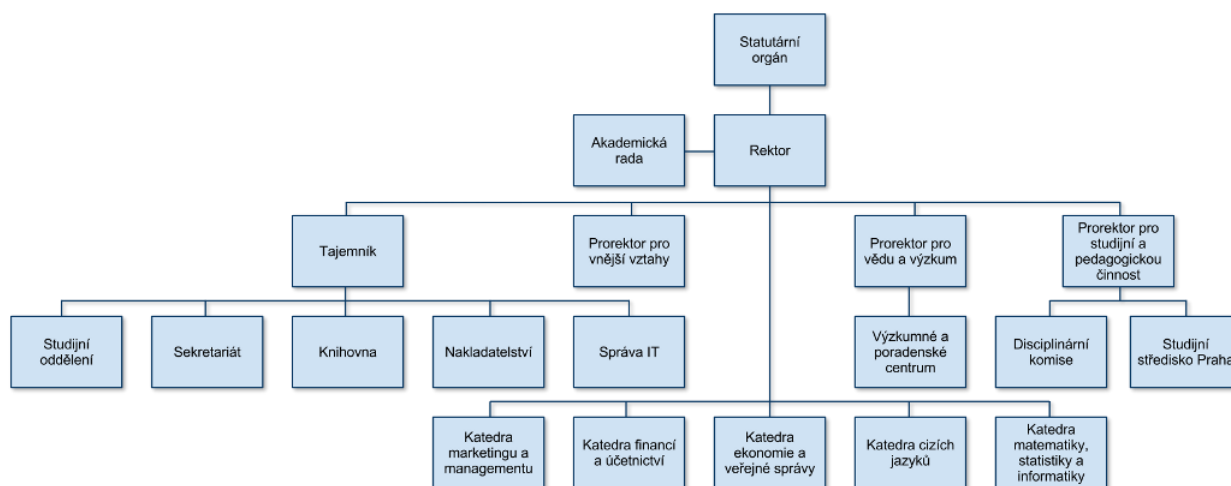 Statutární
orgán
Akademická
rada
Rektor
Tajemník
Prorektor pro
vnější vztahy
Prorektor pro
vědu a výzkum
Prorektor pro
studijní a
pedagogickou
činnost
Studijní
oddělení
Sekretariát
Knihovna
Nakladatelství
Správa IT
Výzkumné a
poradenské
centrum
Disciplinární
komise
Studijní
středisko Praha
Katedra
marketingu a
managementu
Katedra financí
a účetnictví
Katedra
ekonomie a
veřejné správy
Katedra cizích
jazyků
Katedra
matematiky,
statistiky a
informatiky